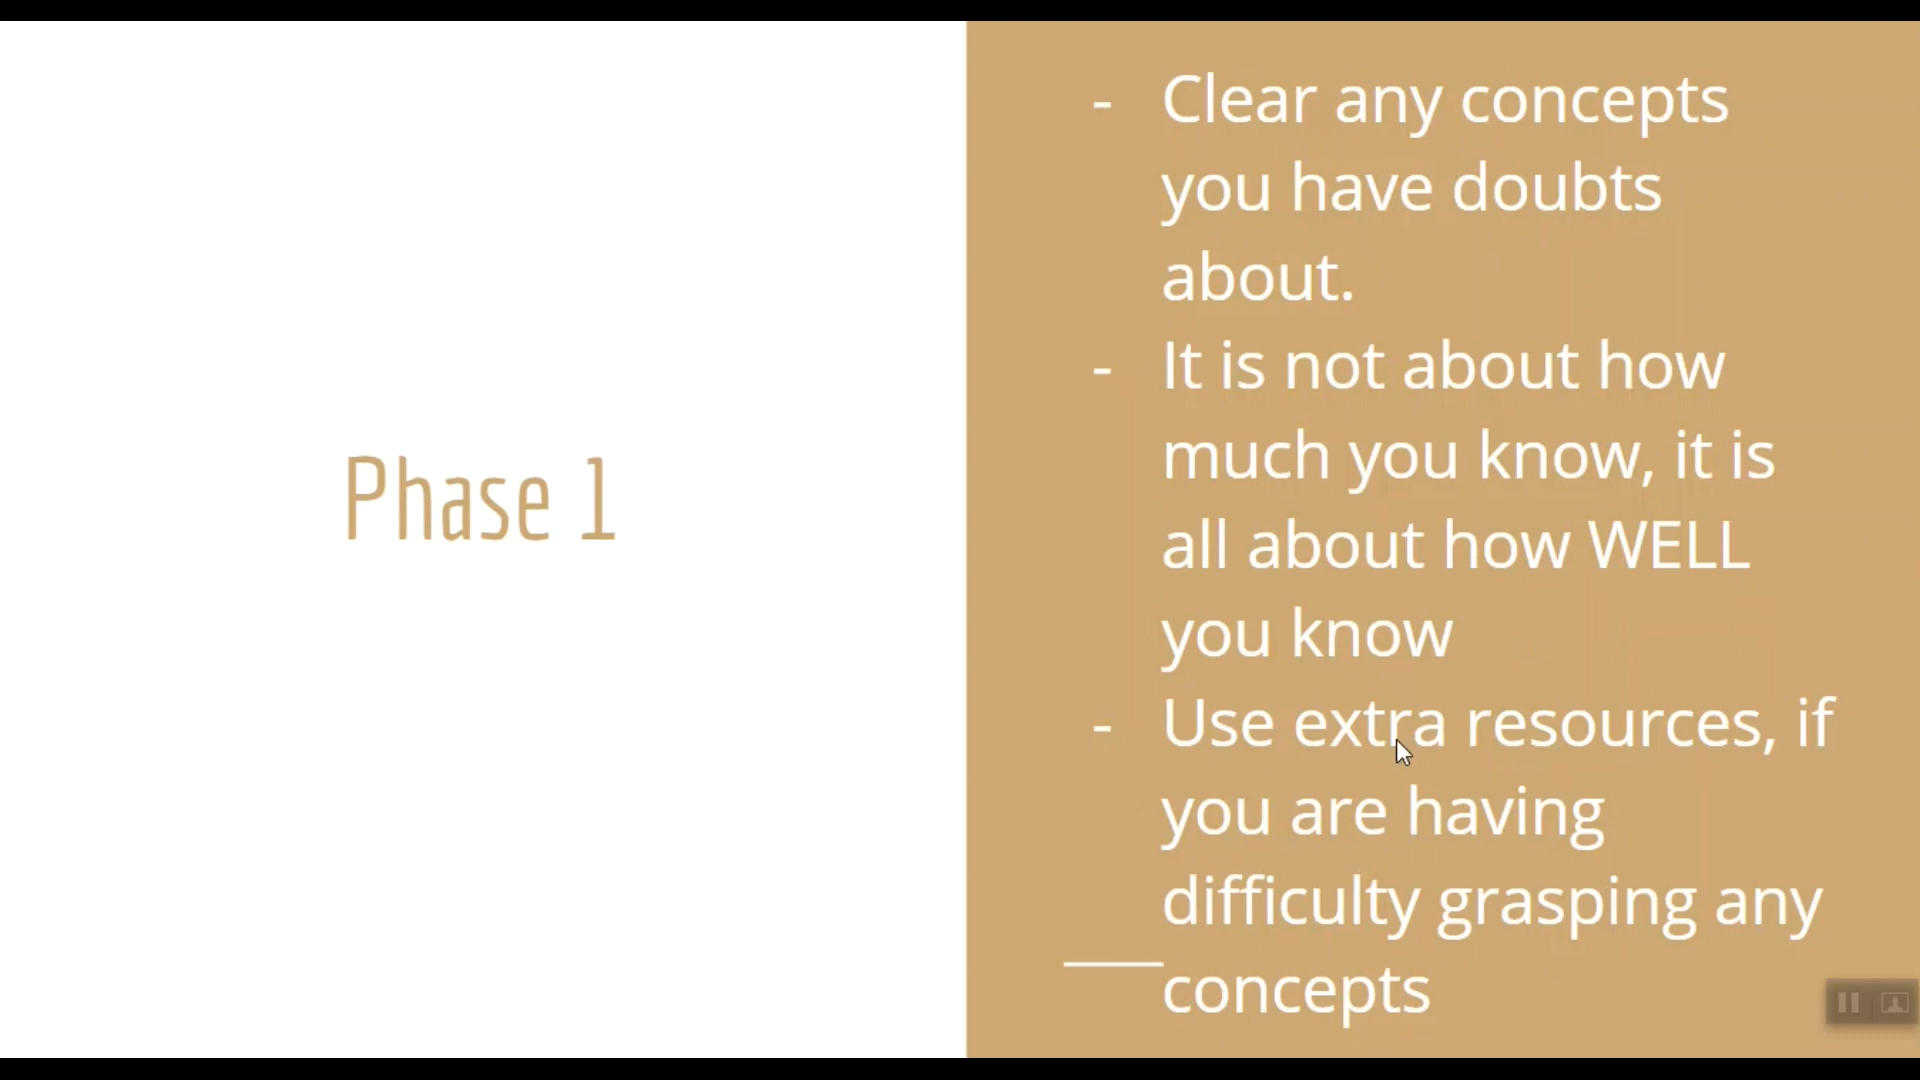 Phase 1
- Clear any concepts
you have doubts
about.
- It is not about how
much you know, it is
all about how WELL
you know
- Use extra resources, if
you are having
difficulty grasping any
concepts